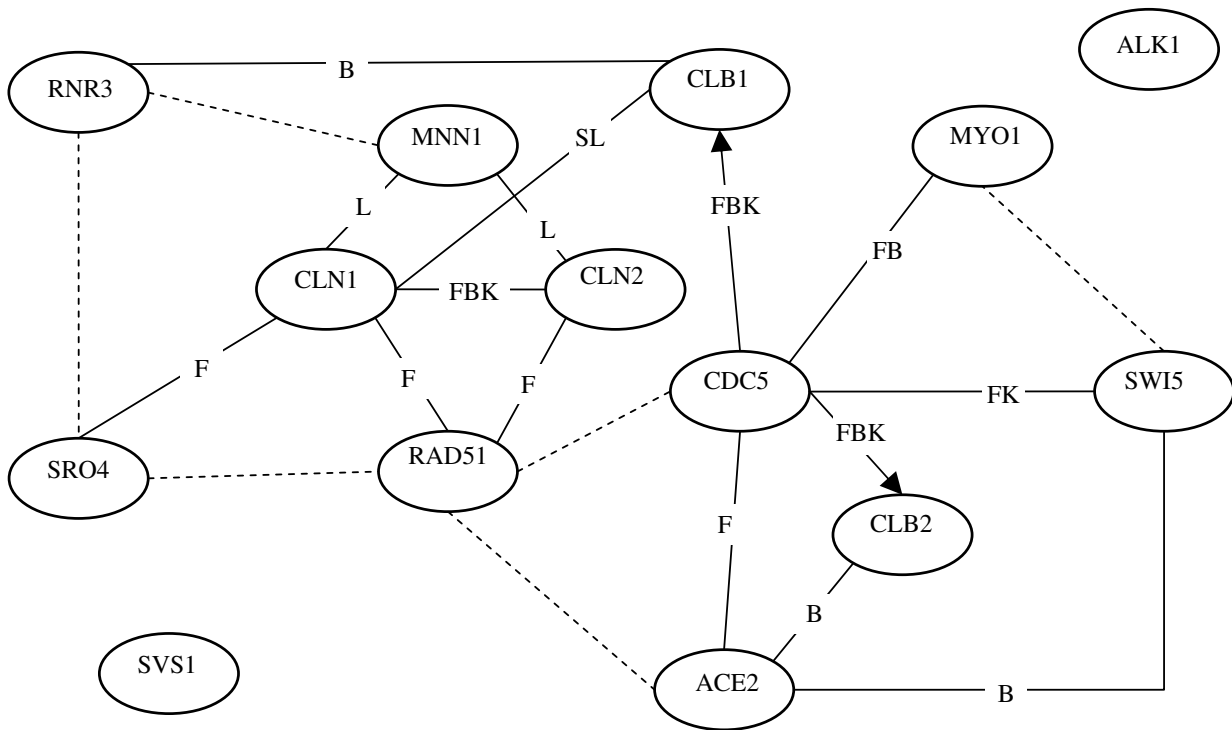 ALK1
B
RNR3
CLB1
MNN1
SL
MYO1
L
FBK
L
FB
CLN1
FBK
CLN2
F
F
F
CDC5
FK
SWI5
FBK
SRO4
RAD51
F
CLB2
B
SVS1
ACE2
B